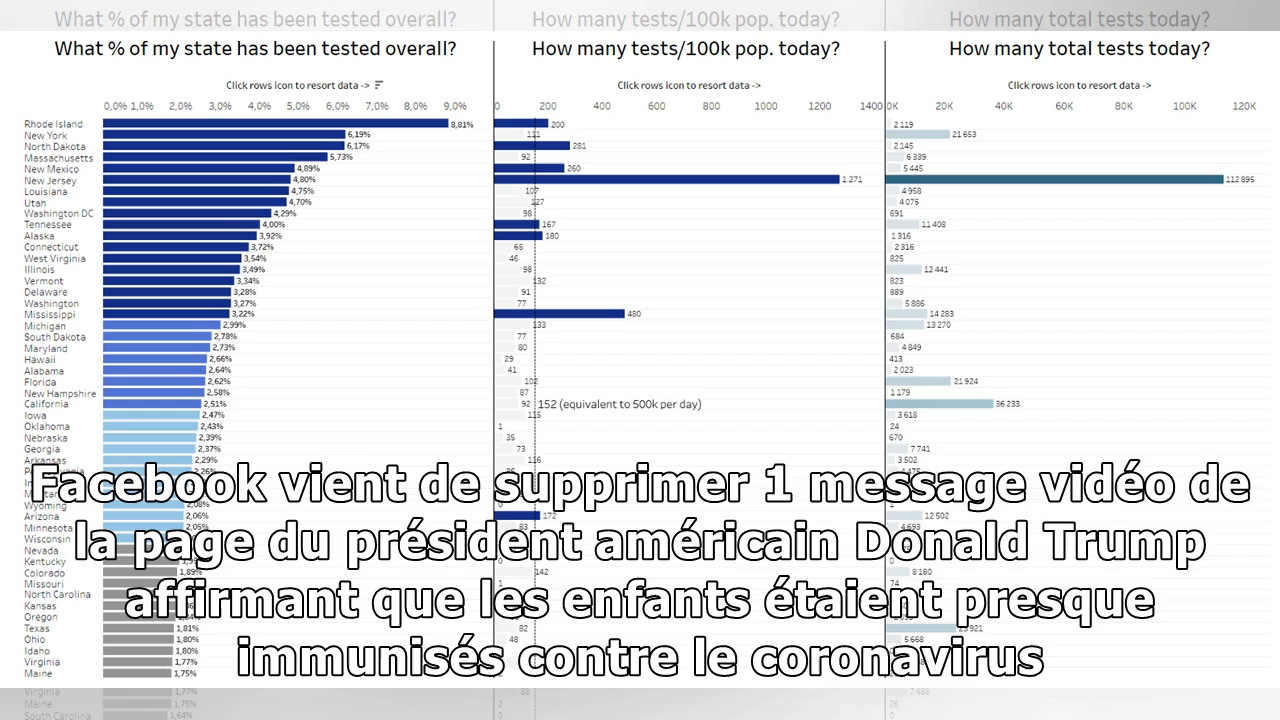 What % of my state has been tested overall? How many tests/100k pop. today? How many total tests today?
What % of my state has been tested overall? How many tests/100k pop. today? How many total tests today?
Click rows icon to resort data -> Click rows icon to resort data -> Click rows icon to resort data ->
0,0% 1,0% 2,0% 3,0% 4,0% 5,0% 6,0% 7,0% 8,0% 9,0% 0 200 400 600 800 1000 1200 1400 0K 20K 40K 60K 80K 100K 120K
Rhode Island 8,81% 200 2 119
New York 6,19% 111 21 653
North Dakota 6,17% 281 2 145
Massachusetts 5,73% 92 6 339
New Mexico 4,89% 260 5 445
New Jersey 4,80% 1 271 112 895
Louisiana 4,75% 107 4 958
Utah 4,70% 127 4 075
Washington DC 4,29% 98 691
Tennessee 4,00% 167 11 408
Alaska 3,92% 180 1 316
Connecticut 3,72% 65 2 316
West Virginia 3,54% 46 825
Illinois 3,49% 98 12 441
Vermont 3,34% 132 823
Delaware 3,28% 91 889
Washington 3,27% 77 5 886
Mississippi 3,22% 480 14 283
Michigan 2,99% 133 13 270
South Dakota 2,78% 77 684
Maryland 2,73% 80 4 849
Hawaii 2,66% 29 413
Alabama 2,64% 41 2 023
Florida 2,62% 102 21 924
New Hampshire 2,58% 87 1 179
California 2,51% 92 152 (equivalent to 500k per day) 36 233
Iowa 2,47% 115 3 618
Oklahoma 2,43% 1 24
Nebraska 2,39% 35 670
Georgia 2,37% 73 7 741
Arkansas 2,29% 116 3 502
Facebook vient de supprimer 1 message vidéo de
Wyoming 2,08%
Arizona 2,06% 172 12 502
Minnesota 2,05% 83 4 693
Wisconsin
la page du président américain Donald Trump
Nevada
Kentucky
Colorado 1,89% 142 8 180
Missouri 1 74
North Carolina
affirmant que les enfants étaient presque
Kansas
Oregon
Texas 1,81% 82
Ohio 1,80% 48 5 668
Idaho 1,80%
immunisés contre le coronavirus
Virginia 1,77%
Maine 1,75%
Virginia 1,77% 88 7 488
Maine 1,75% 2 26
South Carolina 1,64% 0 0